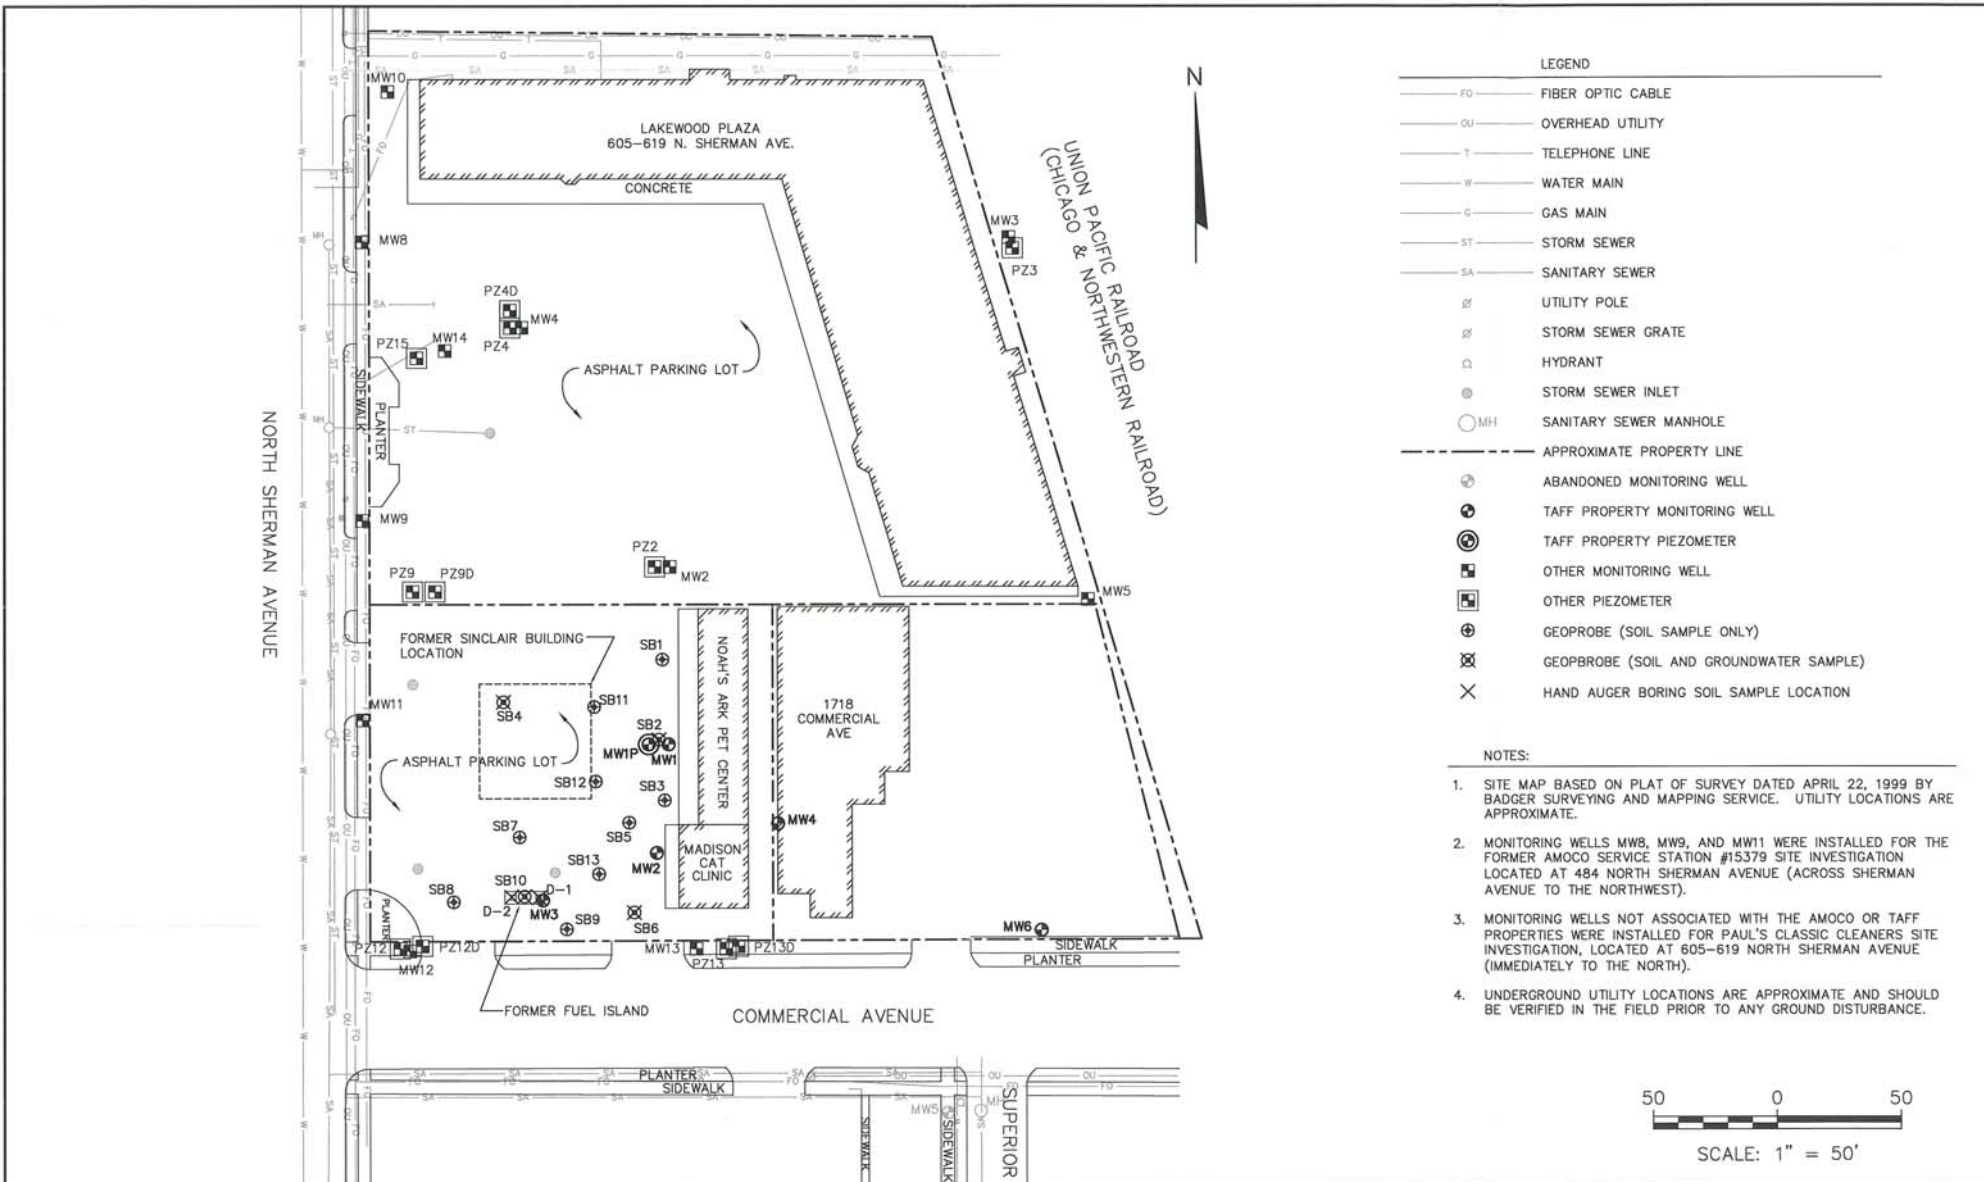 MW10
LAKEWOOD PLAZA
605-619 N. SHERMAN AVE.
CONCRETE
N
UNION PACIFIC RAILROAD
(CHICAGO & NORTHWESTERN RAILROAD)
MW3
PZ3
MH
MW8
PZ4D
MW4
PZ4
PZ15
MW14
ASPHALT PARKING LOT
SIDEWALK
PLANTER
MH
ST
SA
NORTH SHERMAN AVENUE
MW9
PZ9
PZ9D
PZ2
MW2
MW5
FORMER SINCLAIR BUILDING
LOCATION
SB1
NOAH'S ARK PET CENTER
1718
COMMERCIAL
AVE
MW11
SB4
SB11
SB2
MW1P
MW1
ASPHALT PARKING LOT
SB12
SB3
SB7
SB5
MW4
MW2
MADISON
CAT
CLINIC
SB13
SB10
D-1
SB8
D-2
MW3
SB9
SB6
MW6
PLANTER
PZ12
PZ12D
MW12
MW13
PZ13
PZ13D
SIDEWALK
PLANTER
FORMER FUEL ISLAND
COMMERCIAL AVENUE
PLANTER
SIDEWALK
SIDEWALK
MW5
SIDEWALK
MH
SUPERIOR
LEGEND
FO FIBER OPTIC CABLE
OU OVERHEAD UTILITY
T TELEPHONE LINE
W WATER MAIN
G GAS MAIN
ST STORM SEWER
SA SANITARY SEWER
UTILITY POLE
STORM SEWER GRATE
HYDRANT
STORM SEWER INLET
MH SANITARY SEWER MANHOLE
APPROXIMATE PROPERTY LINE
ABANDONED MONITORING WELL
TAFF PROPERTY MONITORING WELL
TAFF PROPERTY PIEZOMETER
OTHER MONITORING WELL
OTHER PIEZOMETER
GEOPROBE (SOIL SAMPLE ONLY)
GEOPBROBE (SOIL AND GROUNDWATER SAMPLE)
HAND AUGER BORING SOIL SAMPLE LOCATION
NOTES:
1. SITE MAP BASED ON PLAT OF SURVEY DATED APRIL 22, 1999 BY
BADGER SURVEYING AND MAPPING SERVICE. UTILITY LOCATIONS ARE
APPROXIMATE.
2. MONITORING WELLS MW8, MW9, AND MW11 WERE INSTALLED FOR THE
FORMER AMOCO SERVICE STATION #15379 SITE INVESTIGATION
LOCATED AT 484 NORTH SHERMAN AVENUE (ACROSS SHERMAN
AVENUE TO THE NORTHWEST).
3. MONITORING WELLS NOT ASSOCIATED WITH THE AMOCO OR TAFF
PROPERTIES WERE INSTALLED FOR PAUL'S CLASSIC CLEANERS SITE
INVESTIGATION, LOCATED AT 605-619 NORTH SHERMAN AVENUE
(IMMEDIATELY TO THE NORTH).
4. UNDERGROUND UTILITY LOCATIONS ARE APPROXIMATE AND SHOULD
BE VERIFIED IN THE FIELD PRIOR TO ANY GROUND DISTURBANCE.
50 0 50
SCALE: 1" = 50'